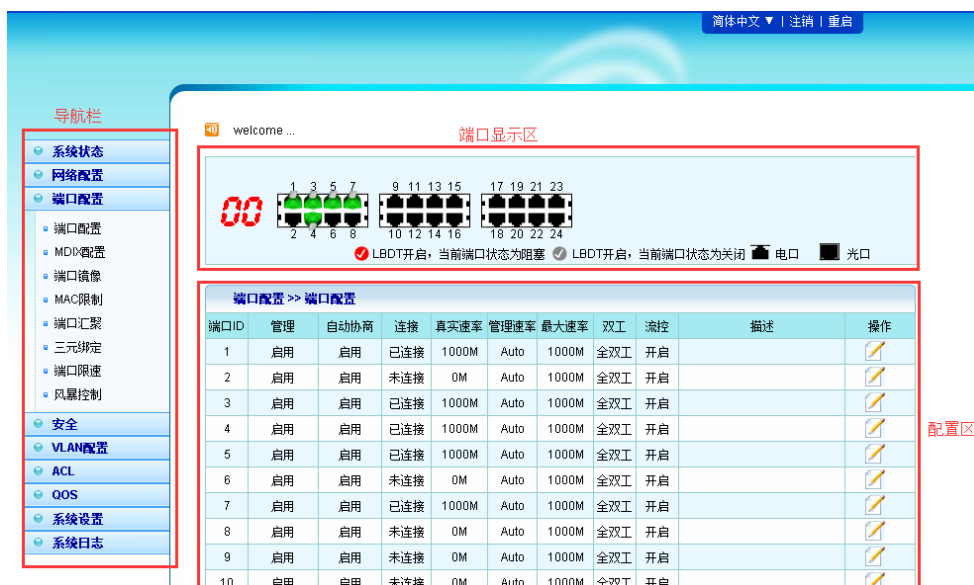 简体中文 ▼ | 注销 | 重启
导航栏
welcome ...
端口显示区
系统状态
网络配置
端口配置
端口配置
MDIX配置
端口镜像
MAC限制
端口汇聚
三元绑定
端口限速
风暴控制
安全
VLAN配置
ACL
QOS
系统设置
系统日志
1 3 5 7 9 11 13 15 17 19 21 23
00
2 4 6 8 10 12 14 16 18 20 22 24
LBDT开启，当前端口状态为阻塞 LBDT开启，当前端口状态为关闭 电口 光口
端口配置 >> 端口配置
端口ID 管理 自动协商 连接 真实速率 管理速率 最大速率 双工 流控 描述 操作
1 启用 启用 已连接 1000M Auto 1000M 全双工 开启
2 启用 启用 未连接 0M Auto 1000M 全双工 开启
3 启用 启用 已连接 1000M Auto 1000M 全双工 开启
4 启用 启用 已连接 1000M Auto 1000M 全双工 开启
5 启用 启用 已连接 1000M Auto 1000M 全双工 开启
6 启用 启用 未连接 0M Auto 1000M 全双工 开启
7 启用 启用 已连接 1000M Auto 1000M 全双工 开启
8 启用 启用 未连接 0M Auto 1000M 全双工 开启
9 启用 启用 未连接 0M Auto 1000M 全双工 开启
10 启用 启用 未连接 0M Auto 1000M 全双工 开启
配置区